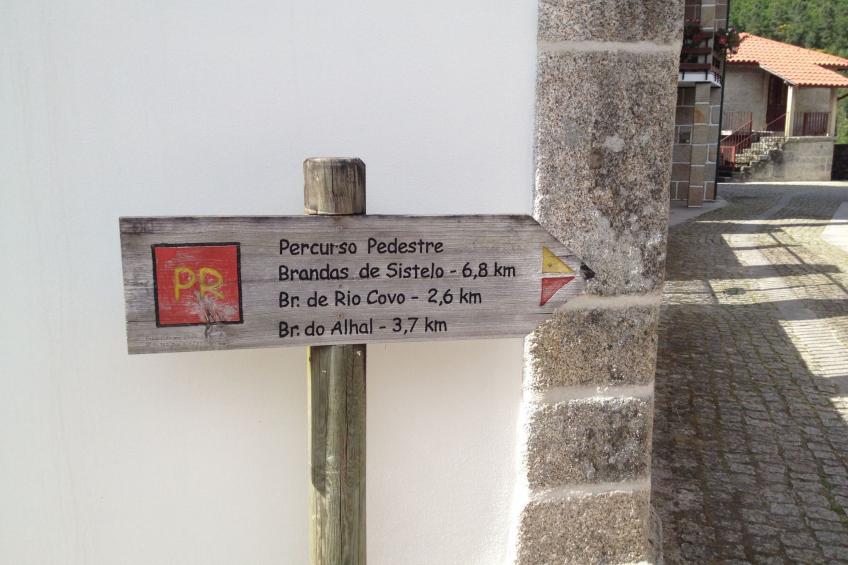 PR
Percurso Pedestre
Brandas de Sistelo - 6,8 km
Br. de Rio Covo - 2,6 km
Br. do Alhal - 3,7 km